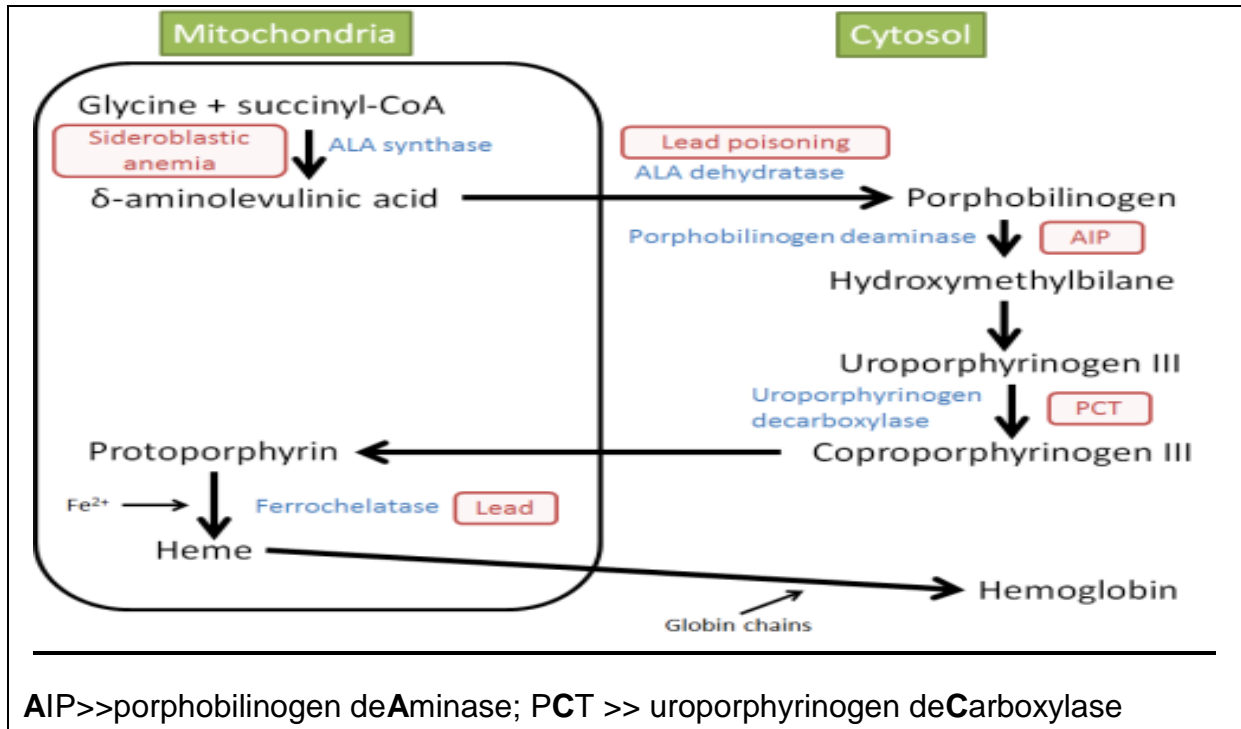 Mitochondria
Cytosol
Glycine + succinyl-CoA
Sideroblastic
anemia
ALA synthase
Lead poisoning
ALA dehydratase
δ-aminolevulinic acid
Porphobilinogen
Porphobilinogen deaminase
AIP
Hydroxymethylbilane
Uroporphyrinogen III
Uroporphyrinogen
decarboxylase
PCT
Protoporphyrin
Coproporphyrinogen III
Fe²⁺
Ferrochelatase
Lead
Heme
Hemoglobin
Globin chains
AIP>>porphobilinogen deAminase; PCT >> uroporphyrinogen deCarboxylase